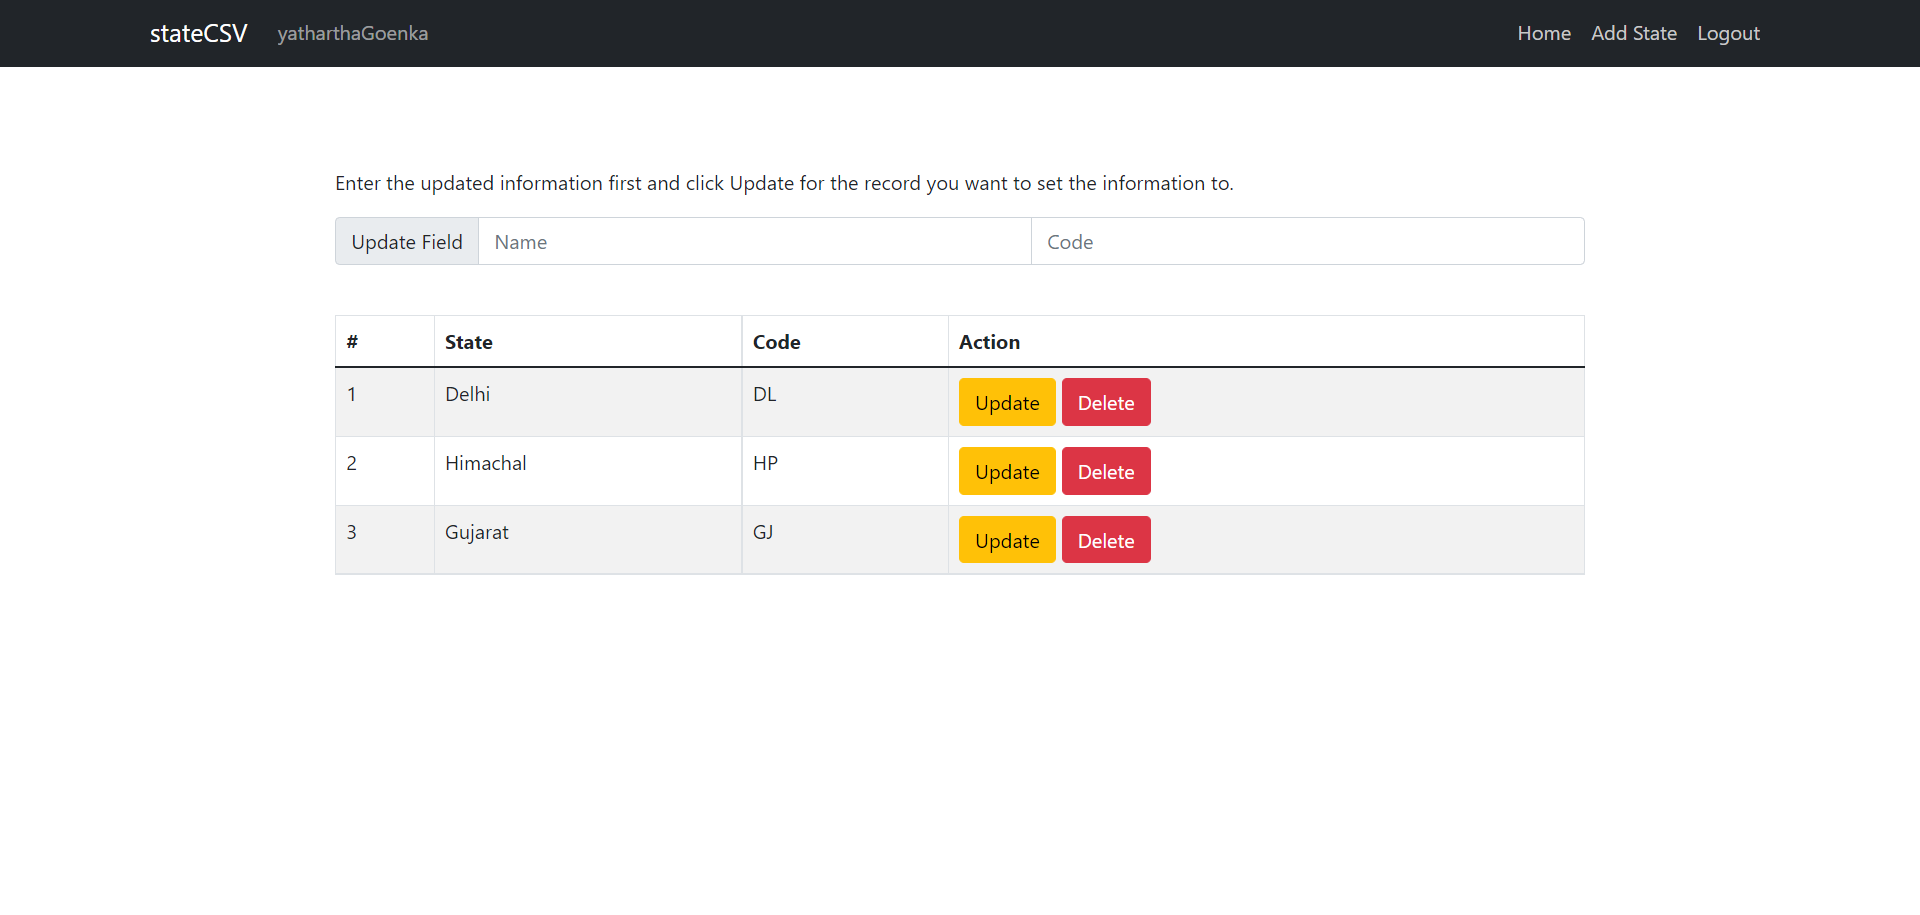 stateCSV yatharthaGoenka Home Add State Logout
Enter the updated information first and click Update for the record you want to set the information to.
Update Field Name Code
# State Code Action
1 Delhi DL Update Delete
2 Himachal HP Update Delete
3 Gujarat GJ Update Delete